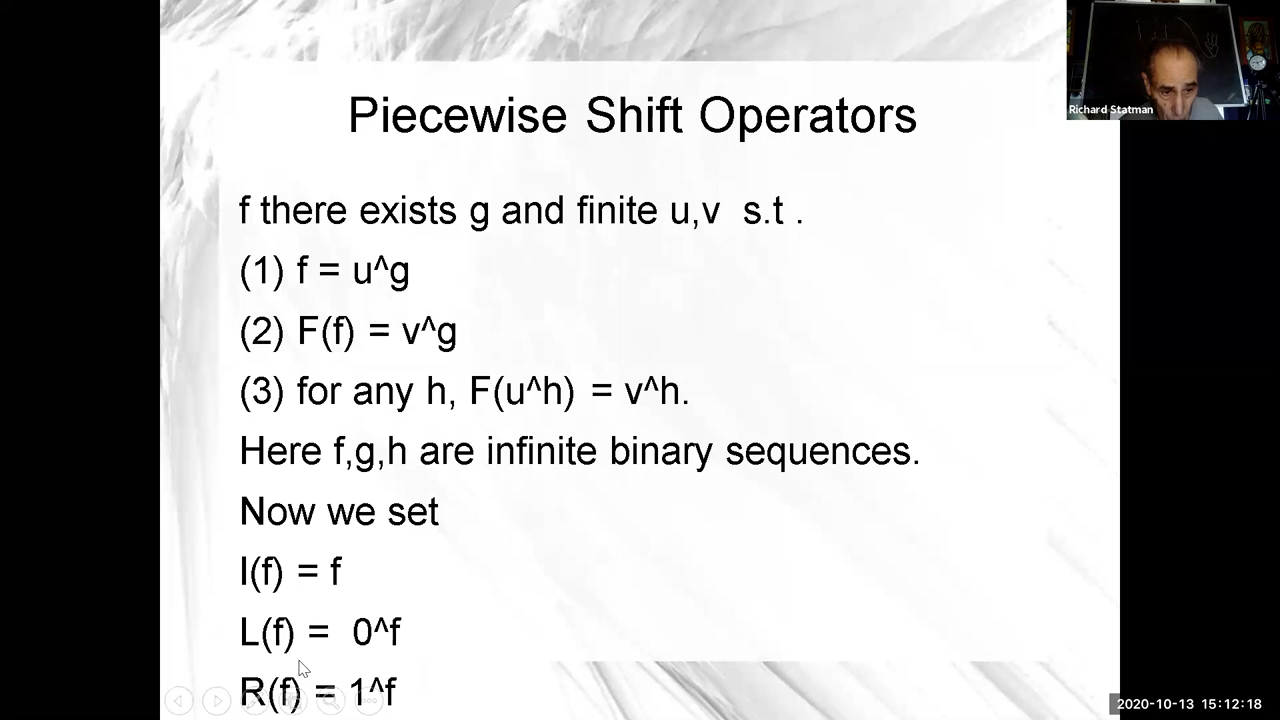 Piecewise Shift Operators
f there exists g and finite u,v s.t .
(1) f = u^g
(2) F(f) = v^g
(3) for any h, F(u^h) = v^h.
Here f,g,h are infinite binary sequences.
Now we set
I(f) = f
L(f) = 0^f
R(f) = 1^f
Richard Statman
2020-10-13 15:12:18